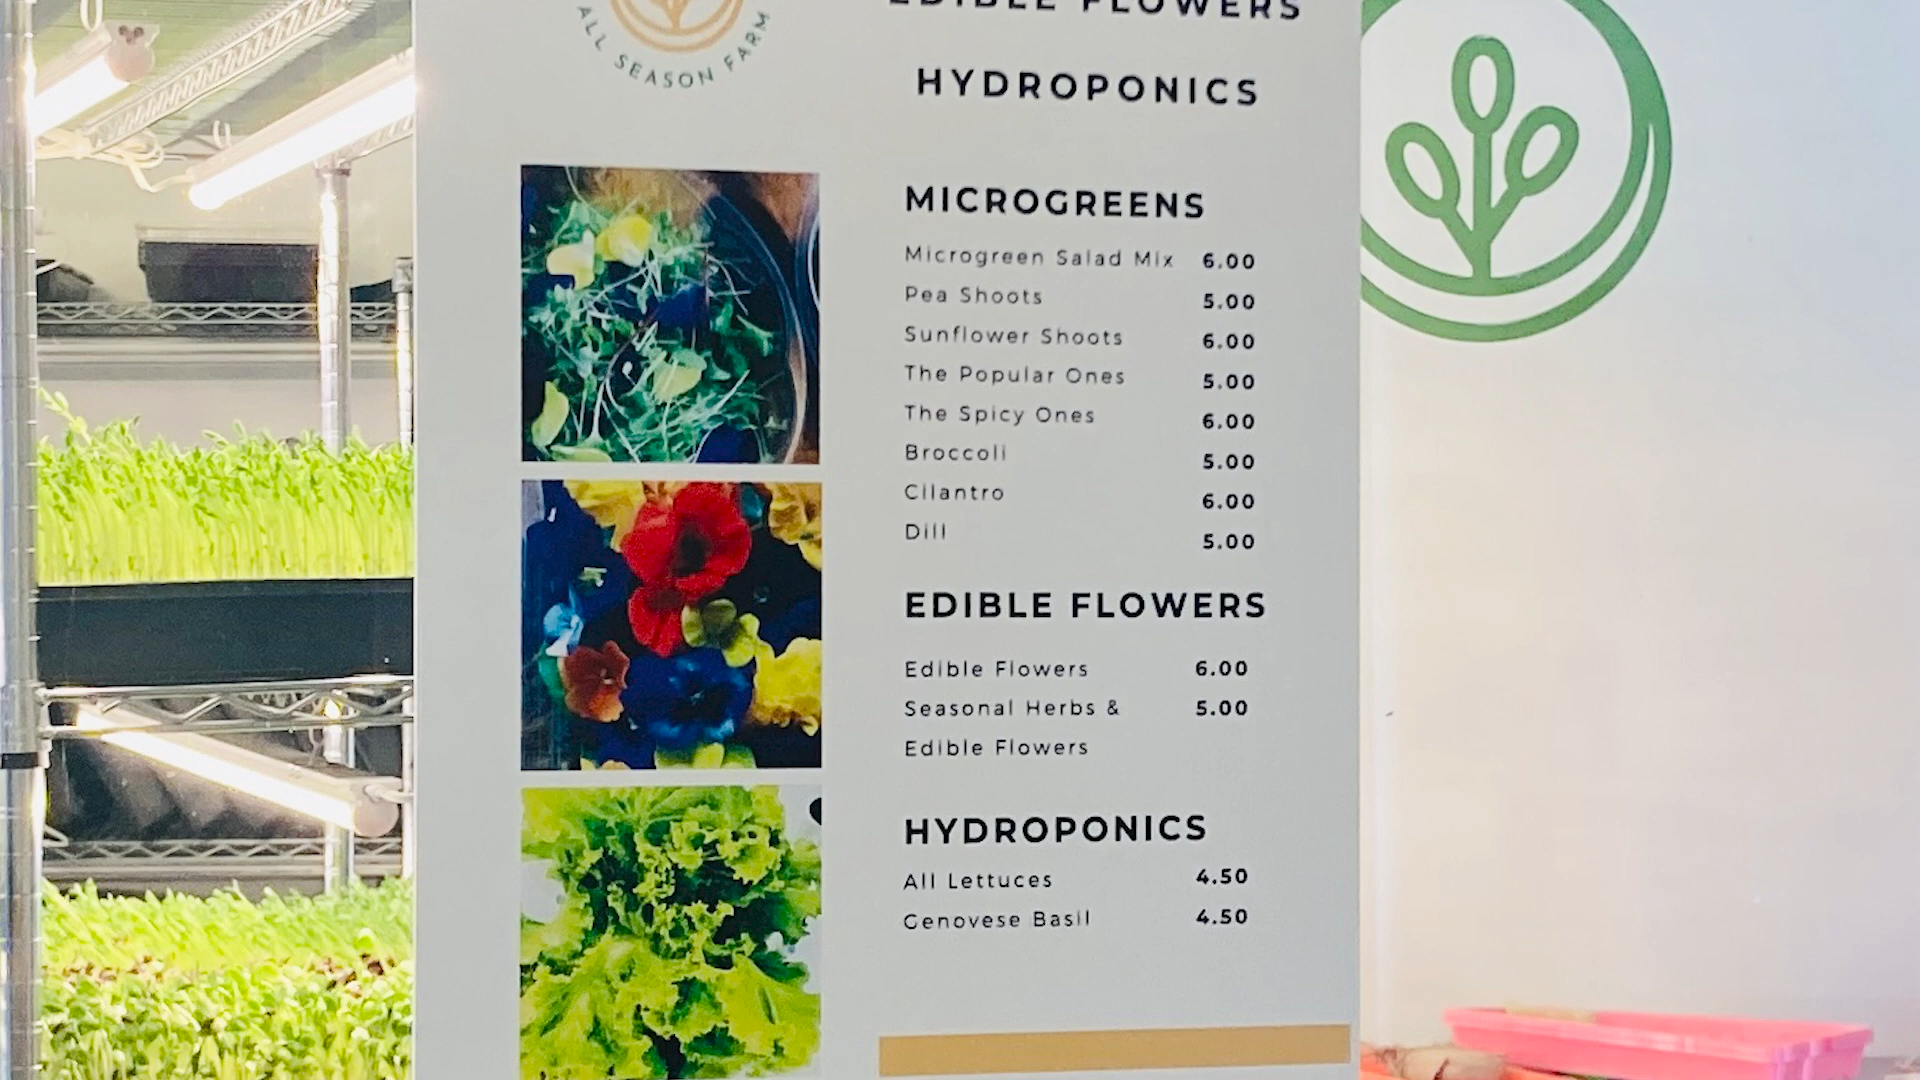 ALL SEASON FARM
EDIBLE FLOWERS
HYDROPONICS
MICROGREENS
Microgreen Salad Mix 6.00
Pea Shoots 5.00
Sunflower Shoots 6.00
The Popular Ones 5.00
The Spicy Ones 6.00
Broccoli 5.00
Cilantro 6.00
Dill 5.00
EDIBLE FLOWERS
Edible Flowers 6.00
Seasonal Herbs & 5.00
Edible Flowers
HYDROPONICS
All Lettuces 4.50
Genovese Basil 4.50